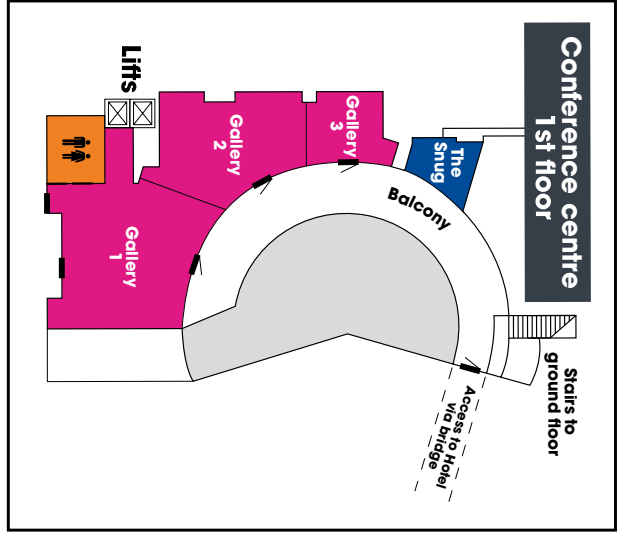 Conference centre
1st floor
Lifts
Gallery
1
Gallery
2
Gallery
3
The
Snug
Balcony
Stairs to
ground floor
Access to Hotel
via bridge